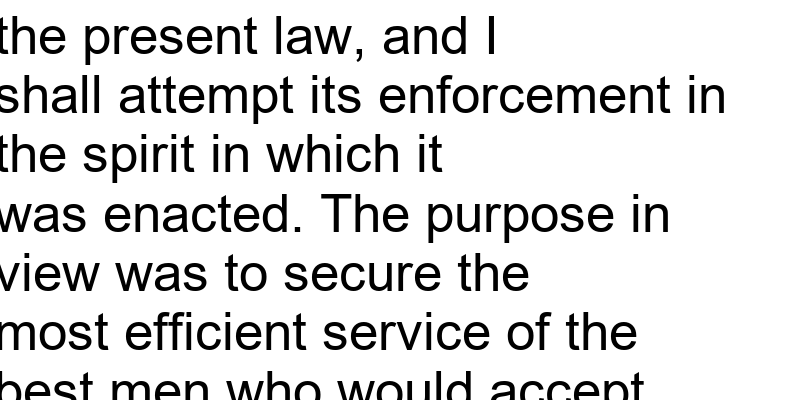 the present law, and I
shall attempt its enforcement in
the spirit in which it
was enacted. The purpose in
view was to secure the
most efficient service of the
best men who would accept